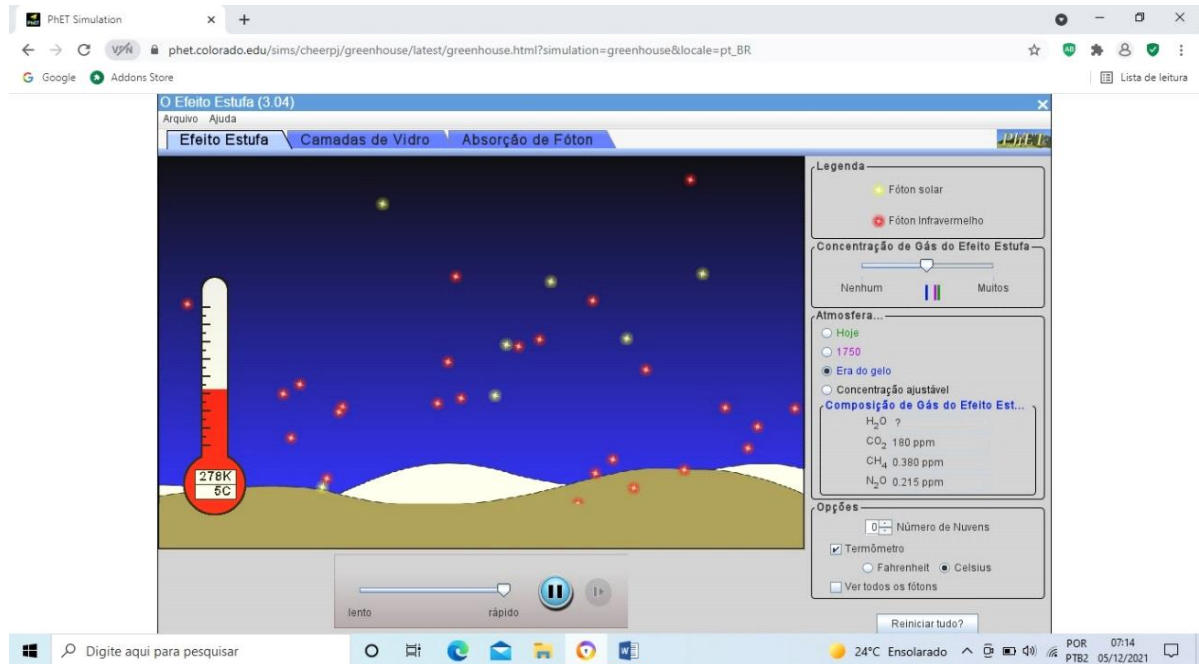 PhET Simulation
phet.colorado.edu/sims/cheerpj/greenhouse/latest/greenhouse.html?simulation=greenhouse&locale=pt_BR
Google Addons Store
Lista de leitura
O Efeito Estufa (3.04)
Arquivo Ajuda
Efeito Estufa Camadas de Vidro Absorção de Fóton
PhET
Legenda
Fóton solar
Fóton Infravermelho
Concentração de Gás do Efeito Estufa
Nenhum Muitos
Atmosfera...
Hoje
1750
Era do gelo
Concentração ajustável
Composição de Gás do Efeito Est...
H2O ?
CO2 180 ppm
CH4 0.380 ppm
N2O 0.215 ppm
278K
5C
Opções
0 Número de Nuvens
Termômetro
Fahrenheit Celsius
Ver todos os fótons
lento rápido
Reiniciar tudo?
Digite aqui para pesquisar
24°C Ensolarado
POR
PTB2
07:14
05/12/2021